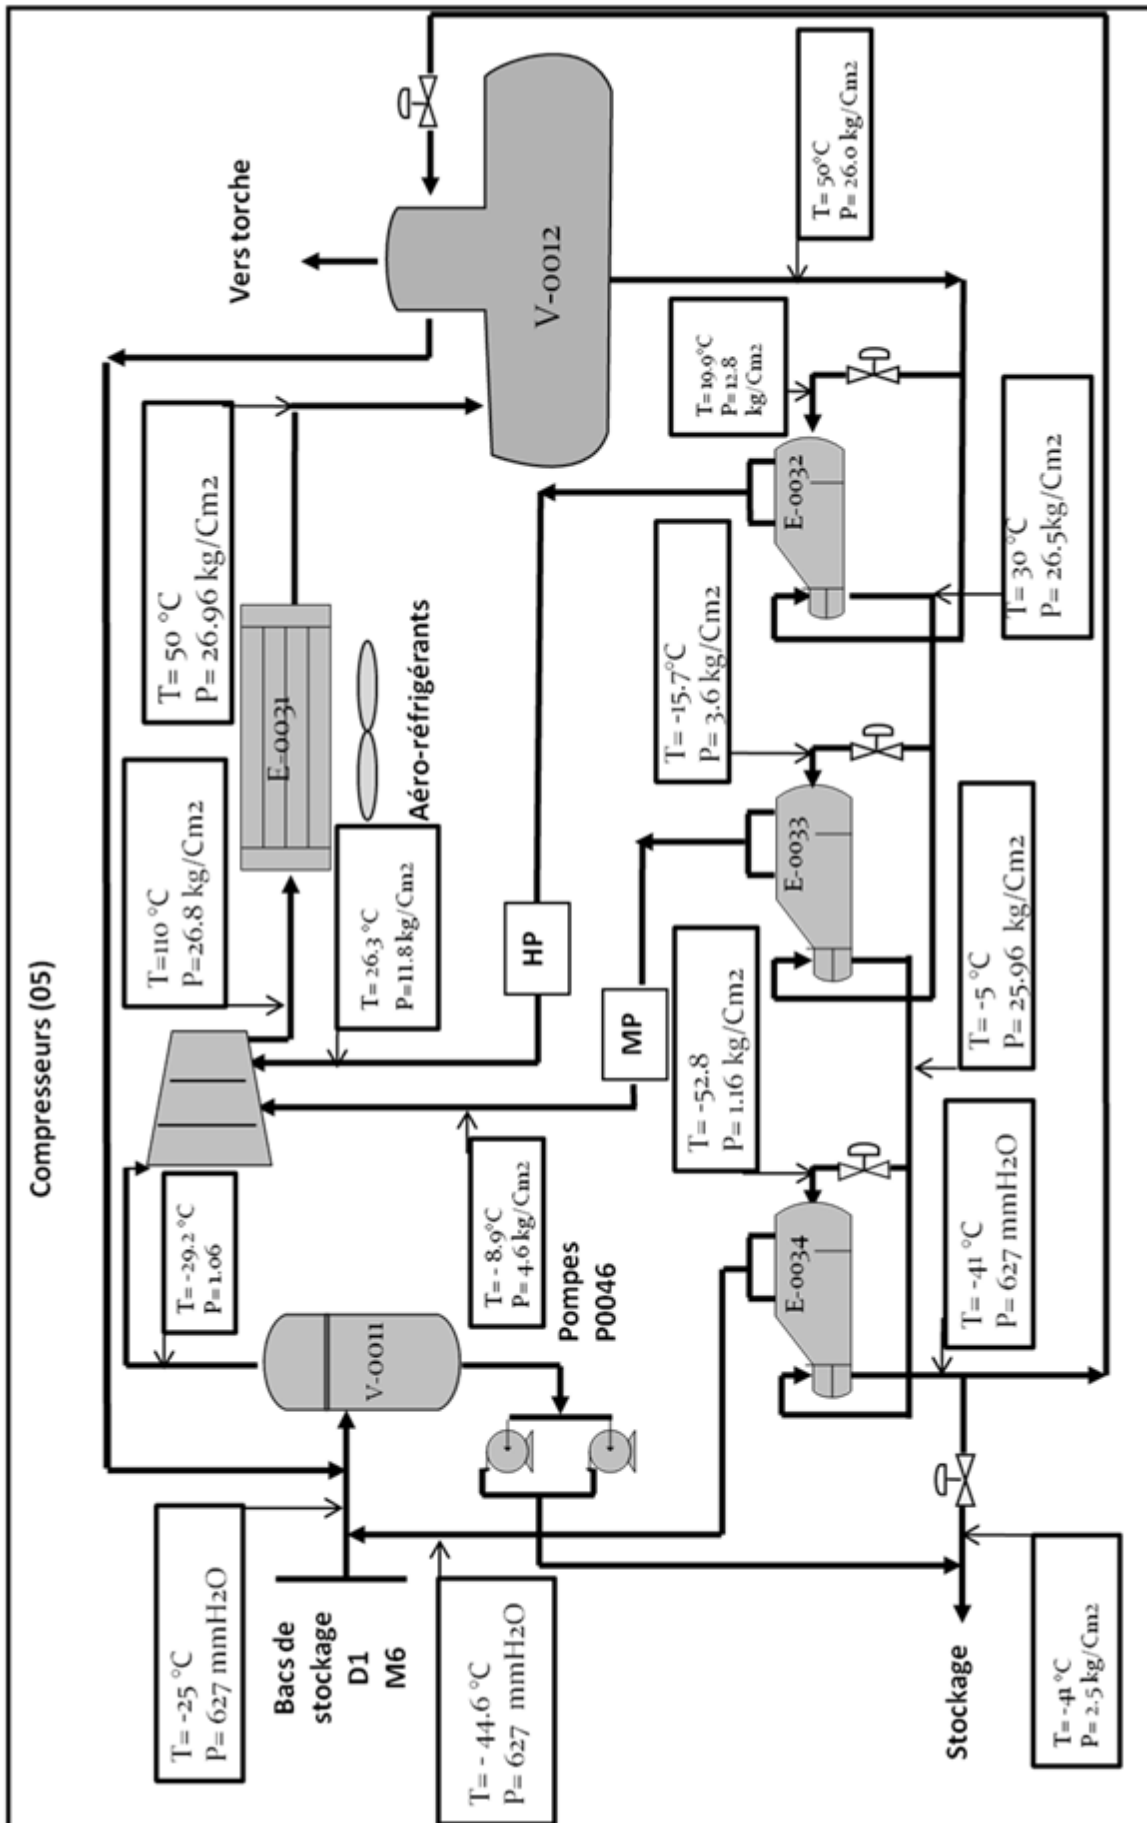 Compresseurs (05)
T= -25 °C
P= 627 mmH2O
T= -29.2 °C
P= 1.06
T=110 °C
P=26.8 kg/Cm2
T= 50 °C
P= 26.96 kg/Cm2
Vers torche
Bacs de
stockage
D1
M6
V-0011
E-0031
Aéro-réfrigérants
T= 26.3 °C
P=11.8 kg/Cm2
V-0012
T= - 44.6 °C
P= 627 mmH2O
T= - 8.9°C
P= 4.6 kg/Cm2
Pompes
P0046
HP
MP
T= -52.8
P= 1.16 kg/Cm2
T= -15.7°C
P= 3.6 kg/Cm2
T= 19.9°C
P= 12.8
kg/Cm2
T= 50°C
P= 26.0 kg/Cm2
E-0034
E-0033
E-0032
Stockage
T= -41 °C
P= 2.5 kg/Cm2
T= -41 °C
P= 627 mmH2O
T= -5 °C
P= 25.96 kg/Cm2
T= 30 °C
P= 26.5kg/Cm2